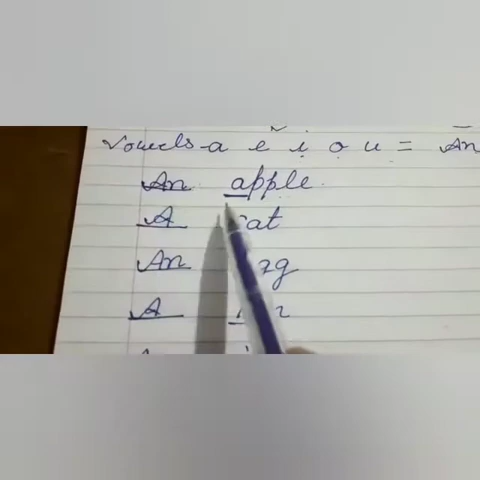 Vowels - a e i o u = An
An apple.
A cat
An
A